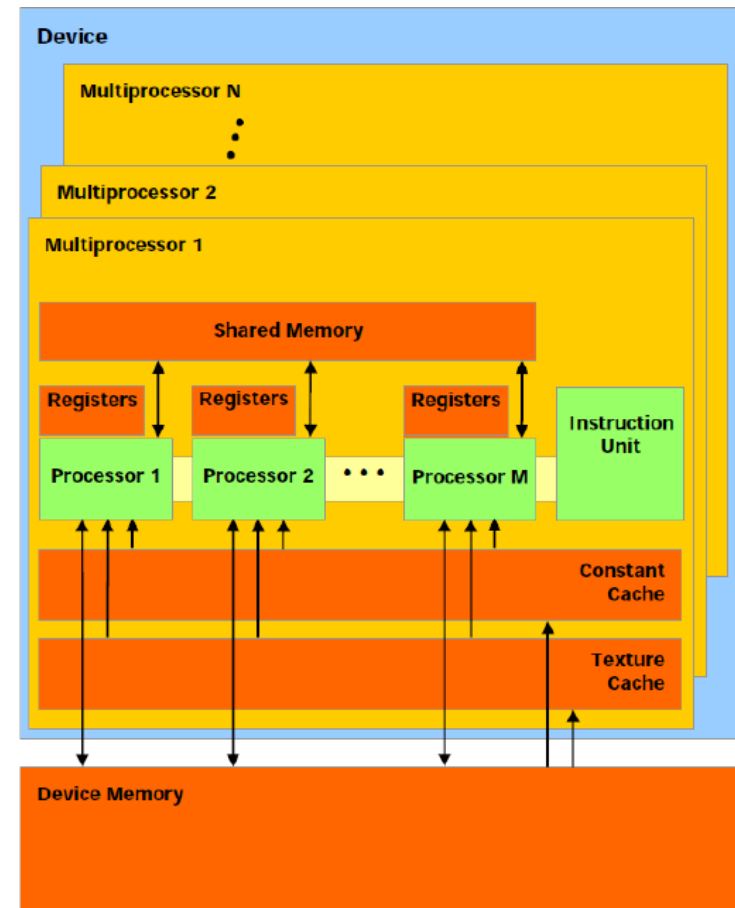 Device
Multiprocessor N
Multiprocessor 2
Multiprocessor 1
Shared Memory
Registers
Registers
Registers
Instruction
Unit
Processor 1
Processor 2
• • •
Processor M
Constant
Cache
Texture
Cache
Device Memory